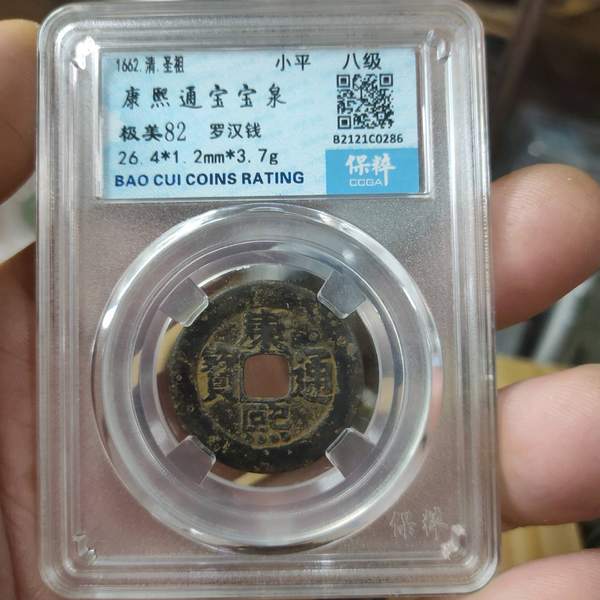 1662.清.圣祖 小平 八级
康熙通宝宝泉
极美82 罗汉钱
B2121C0286
26.4*1.2mm*3.7g
保粹
CCGA
BAO CUI COINS RATING
康
寳 通
熙
保粹